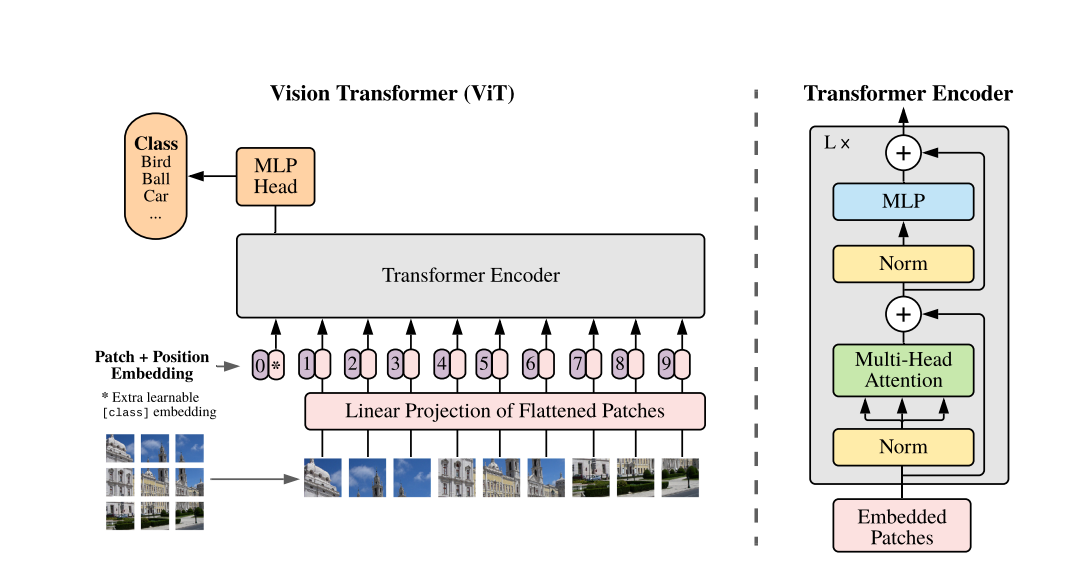 Vision Transformer (ViT)
Class
Bird
Ball
Car
...
MLP
Head
Transformer Encoder
0 * 1 2 3 4 5 6 7 8 9
Patch + Position
Embedding
* Extra learnable
[class] embedding
Linear Projection of Flattened Patches
Transformer Encoder
L x
+
MLP
Norm
+
Multi-Head
Attention
Norm
Embedded
Patches